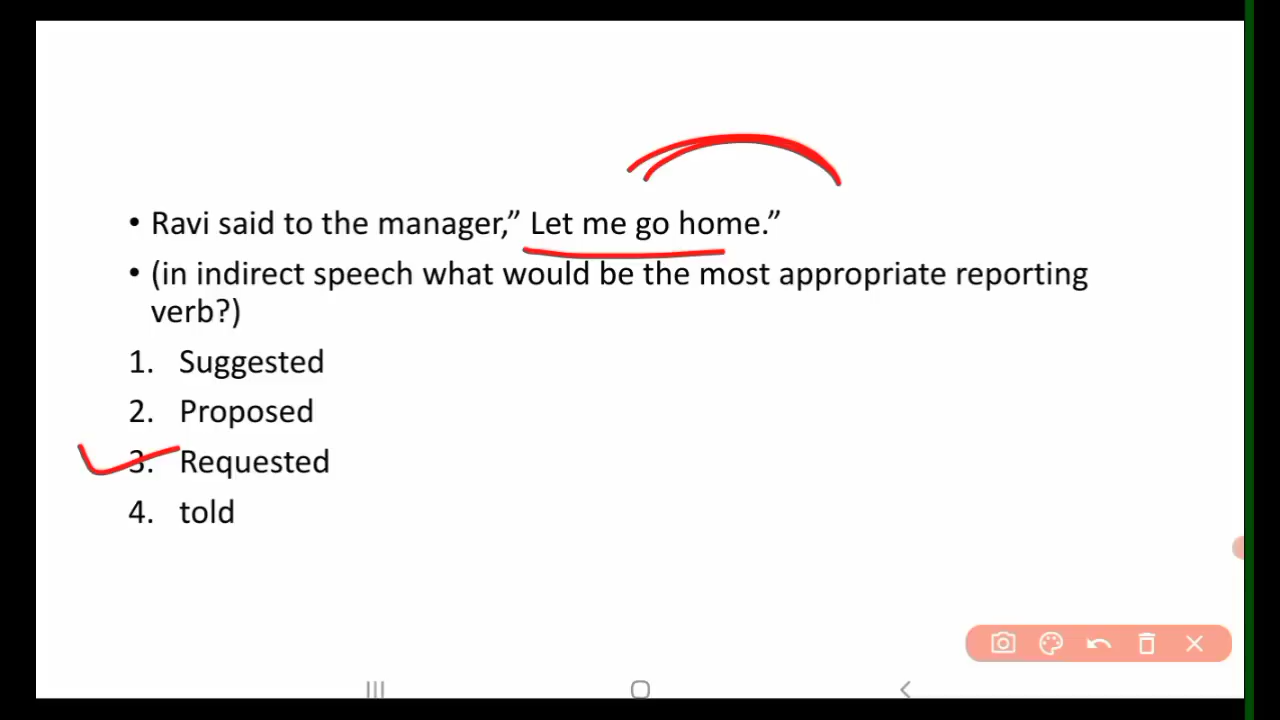 • Ravi said to the manager,” Let me go home.”
• (in indirect speech what would be the most appropriate reporting
verb?)
1. Suggested
2. Proposed
3. Requested
4. told